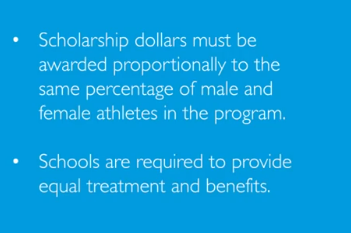 • Scholarship dollars must be
awarded proportionally to the
same percentage of male and
female athletes in the program.
• Schools are required to provide
equal treatment and benefits.